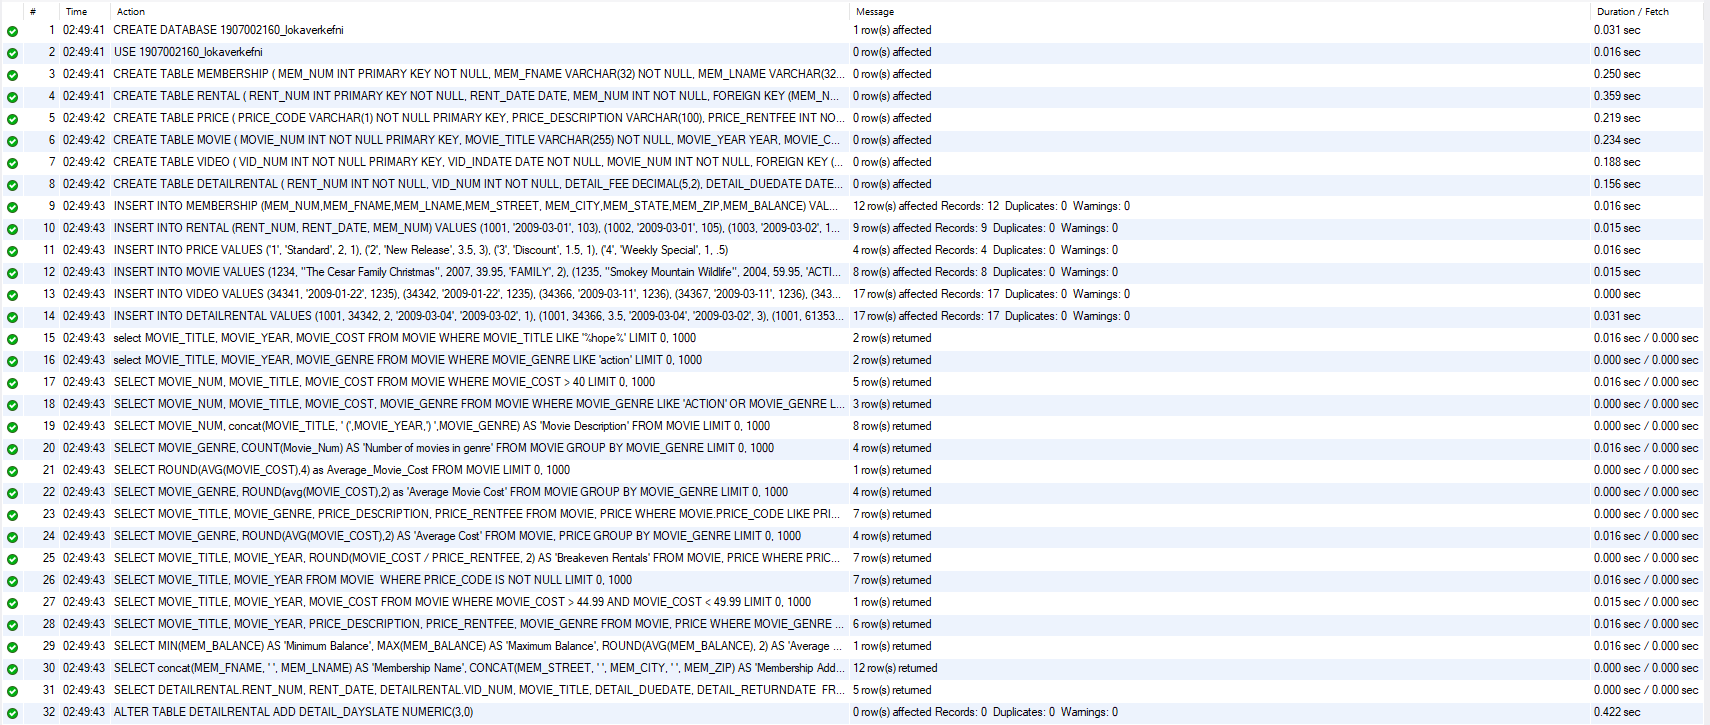 # Time Action Message Duration / Fetch
1 02:49:41 CREATE DATABASE 1907002160_lokaverkefni 1 row(s) affected 0.031 sec
2 02:49:41 USE 1907002160_lokaverkefni 0 row(s) affected 0.016 sec
3 02:49:41 CREATE TABLE MEMBERSHIP ( MEM_NUM INT PRIMARY KEY NOT NULL, MEM_FNAME VARCHAR(32) NOT NULL, MEM_LNAME VARCHAR(32... 0 row(s) affected 0.250 sec
4 02:49:41 CREATE TABLE RENTAL ( RENT_NUM INT PRIMARY KEY NOT NULL, RENT_DATE DATE, MEM_NUM INT NOT NULL, FOREIGN KEY (MEM_N... 0 row(s) affected 0.359 sec
5 02:49:42 CREATE TABLE PRICE ( PRICE_CODE VARCHAR(1) NOT NULL PRIMARY KEY, PRICE_DESCRIPTION VARCHAR(100), PRICE_RENTFEE INT NO... 0 row(s) affected 0.219 sec
6 02:49:42 CREATE TABLE MOVIE ( MOVIE_NUM INT NOT NULL PRIMARY KEY, MOVIE_TITLE VARCHAR(255) NOT NULL, MOVIE_YEAR YEAR, MOVIE_C... 0 row(s) affected 0.234 sec
7 02:49:42 CREATE TABLE VIDEO ( VID_NUM INT NOT NULL PRIMARY KEY, VID_INDATE DATE NOT NULL, MOVIE_NUM INT NOT NULL, FOREIGN KEY (... 0 row(s) affected 0.188 sec
8 02:49:42 CREATE TABLE DETAILRENTAL ( RENT_NUM INT NOT NULL, VID_NUM INT NOT NULL, DETAIL_FEE DECIMAL(5,2), DETAIL_DUEDATE DATE... 0 row(s) affected 0.156 sec
9 02:49:43 INSERT INTO MEMBERSHIP (MEM_NUM,MEM_FNAME,MEM_LNAME,MEM_STREET, MEM_CITY,MEM_STATE,MEM_ZIP,MEM_BALANCE) VAL... 12 row(s) affected Records: 12 Duplicates: 0 Warnings: 0 0.016 sec
10 02:49:43 INSERT INTO RENTAL (RENT_NUM, RENT_DATE, MEM_NUM) VALUES (1001, '2009-03-01', 103), (1002, '2009-03-01', 105), (1003, '2009-03-02', 1... 9 row(s) affected Records: 9 Duplicates: 0 Warnings: 0 0.015 sec
11 02:49:43 INSERT INTO PRICE VALUES ('1', 'Standard', 2, 1), ('2', 'New Release', 3.5, 3), ('3', 'Discount', 1.5, 1), ('4', 'Weekly Special', 1, .5) 4 row(s) affected Records: 4 Duplicates: 0 Warnings: 0 0.016 sec
12 02:49:43 INSERT INTO MOVIE VALUES (1234, "The Cesar Family Christmas", 2007, 39.95, 'FAMILY', 2), (1235, "Smokey Mountain Wildlife", 2004, 59.95, 'ACTI... 8 row(s) affected Records: 8 Duplicates: 0 Warnings: 0 0.015 sec
13 02:49:43 INSERT INTO VIDEO VALUES (34341, '2009-01-22', 1235), (34342, '2009-01-22', 1235), (34366, '2009-03-11', 1236), (34367, '2009-03-11', 1236), (343... 17 row(s) affected Records: 17 Duplicates: 0 Warnings: 0 0.000 sec
14 02:49:43 INSERT INTO DETAILRENTAL VALUES (1001, 34342, 2, '2009-03-04', '2009-03-02', 1), (1001, 34366, 3.5, '2009-03-04', '2009-03-02', 3), (1001, 61353... 17 row(s) affected Records: 17 Duplicates: 0 Warnings: 0 0.031 sec
15 02:49:43 select MOVIE_TITLE, MOVIE_YEAR, MOVIE_COST FROM MOVIE WHERE MOVIE_TITLE LIKE '%hope%' LIMIT 0, 1000 2 row(s) returned 0.016 sec / 0.000 sec
16 02:49:43 select MOVIE_TITLE, MOVIE_YEAR, MOVIE_GENRE FROM MOVIE WHERE MOVIE_GENRE LIKE 'action' LIMIT 0, 1000 2 row(s) returned 0.000 sec / 0.000 sec
17 02:49:43 SELECT MOVIE_NUM, MOVIE_TITLE, MOVIE_COST FROM MOVIE WHERE MOVIE_COST > 40 LIMIT 0, 1000 5 row(s) returned 0.016 sec / 0.000 sec
18 02:49:43 SELECT MOVIE_NUM, MOVIE_TITLE, MOVIE_COST, MOVIE_GENRE FROM MOVIE WHERE MOVIE_GENRE LIKE 'ACTION' OR MOVIE_GENRE L... 3 row(s) returned 0.000 sec / 0.000 sec
19 02:49:43 SELECT MOVIE_NUM, concat(MOVIE_TITLE, ' (',MOVIE_YEAR,') ',MOVIE_GENRE) AS 'Movie Description' FROM MOVIE LIMIT 0, 1000 8 row(s) returned 0.000 sec / 0.000 sec
20 02:49:43 SELECT MOVIE_GENRE, COUNT(Movie_Num) AS 'Number of movies in genre' FROM MOVIE GROUP BY MOVIE_GENRE LIMIT 0, 1000 4 row(s) returned 0.016 sec / 0.000 sec
21 02:49:43 SELECT ROUND(AVG(MOVIE_COST),4) as Average_Movie_Cost FROM MOVIE LIMIT 0, 1000 1 row(s) returned 0.000 sec / 0.000 sec
22 02:49:43 SELECT MOVIE_GENRE, ROUND(avg(MOVIE_COST),2) as 'Average Movie Cost' FROM MOVIE GROUP BY MOVIE_GENRE LIMIT 0, 1000 4 row(s) returned 0.000 sec / 0.000 sec
23 02:49:43 SELECT MOVIE_TITLE, MOVIE_GENRE, PRICE_DESCRIPTION, PRICE_RENTFEE FROM MOVIE, PRICE WHERE MOVIE.PRICE_CODE LIKE PRI... 7 row(s) returned 0.000 sec / 0.000 sec
24 02:49:43 SELECT MOVIE_GENRE, ROUND(AVG(MOVIE_COST),2) AS 'Average Cost' FROM MOVIE, PRICE GROUP BY MOVIE_GENRE LIMIT 0, 1000 4 row(s) returned 0.016 sec / 0.000 sec
25 02:49:43 SELECT MOVIE_TITLE, MOVIE_YEAR, ROUND(MOVIE_COST / PRICE_RENTFEE, 2) AS 'Breakeven Rentals' FROM MOVIE, PRICE WHERE PRIC... 7 row(s) returned 0.000 sec / 0.000 sec
26 02:49:43 SELECT MOVIE_TITLE, MOVIE_YEAR FROM MOVIE WHERE PRICE_CODE IS NOT NULL LIMIT 0, 1000 7 row(s) returned 0.016 sec / 0.000 sec
27 02:49:43 SELECT MOVIE_TITLE, MOVIE_YEAR, MOVIE_COST FROM MOVIE WHERE MOVIE_COST > 44.99 AND MOVIE_COST < 49.99 LIMIT 0, 1000 1 row(s) returned 0.015 sec / 0.000 sec
28 02:49:43 SELECT MOVIE_TITLE, MOVIE_YEAR, PRICE_DESCRIPTION, PRICE_RENTFEE, MOVIE_GENRE FROM MOVIE, PRICE WHERE MOVIE_GENRE ... 6 row(s) returned 0.016 sec / 0.000 sec
29 02:49:43 SELECT MIN(MEM_BALANCE) AS 'Minimum Balance', MAX(MEM_BALANCE) AS 'Maximum Balance', ROUND(AVG(MEM_BALANCE), 2) AS 'Average ... 1 row(s) returned 0.016 sec / 0.000 sec
30 02:49:43 SELECT concat(MEM_FNAME, ' ', MEM_LNAME) AS 'Membership Name', CONCAT(MEM_STREET, ' ', MEM_CITY, ' ', MEM_ZIP) AS 'Membership Add... 12 row(s) returned 0.000 sec / 0.000 sec
31 02:49:43 SELECT DETAILRENTAL.RENT_NUM, RENT_DATE, DETAILRENTAL.VID_NUM, MOVIE_TITLE, DETAIL_DUEDATE, DETAIL_RETURNDATE FR... 5 row(s) returned 0.000 sec / 0.000 sec
32 02:49:43 ALTER TABLE DETAILRENTAL ADD DETAIL_DAYSLATE NUMERIC(3,0) 0 row(s) affected Records: 0 Duplicates: 0 Warnings: 0 0.422 sec